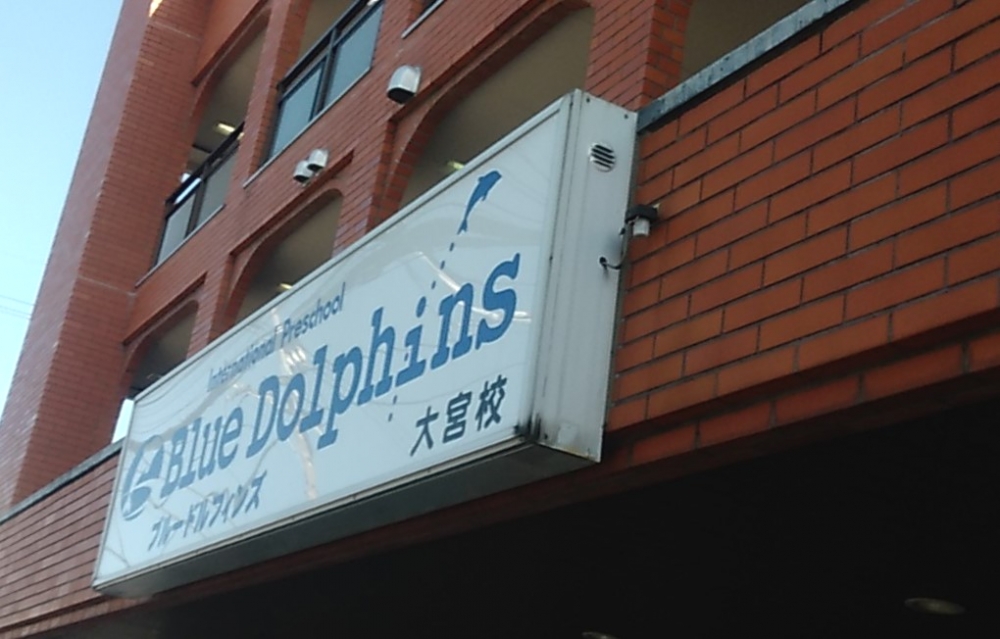 International Preschool
Blue Dolphins
ブルードルフィンズ
大宮校